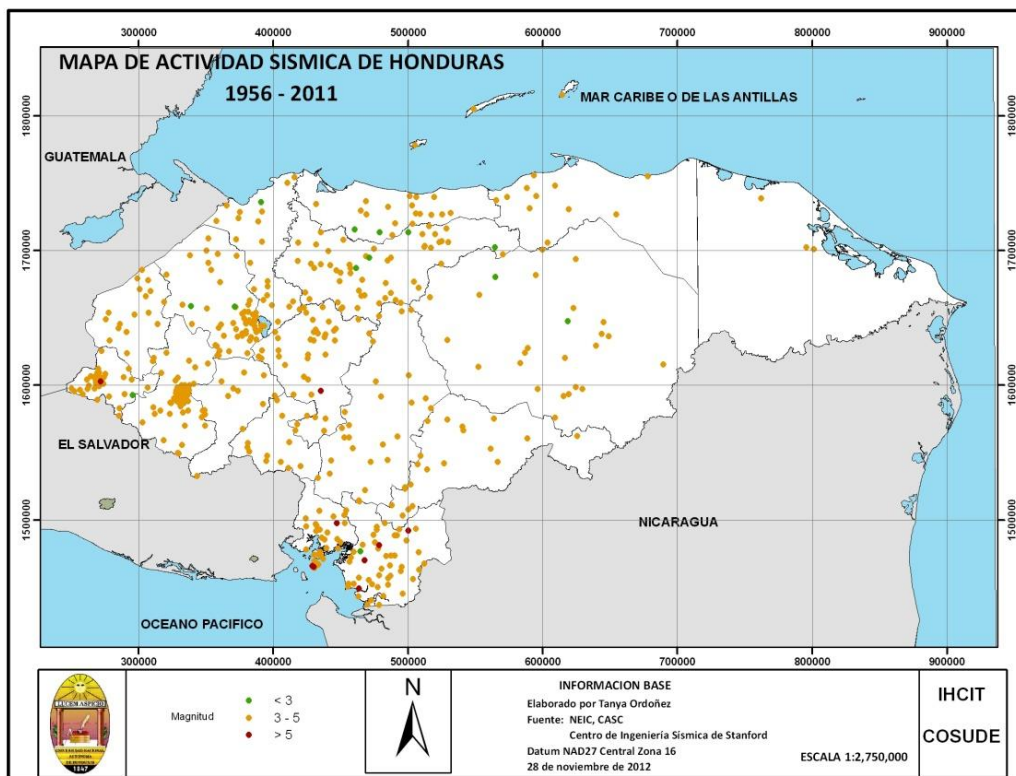 MAPA DE ACTIVIDAD SISMICA DE HONDURAS
1956 - 2011
300000 400000 500000 600000 700000 800000 900000
1800000 1800000
1700000 1700000
1600000 1600000
1500000 1500000
MAR CARIBE O DE LAS ANTILLAS
GUATEMALA
EL SALVADOR
NICARAGUA
OCEANO PACIFICO
300000 400000 500000 600000 700000 800000 900000
LUCEM ASPICIO
1847
Magnitud
< 3
3 - 5
> 5
N
INFORMACION BASE
Elaborado por Tanya Ordoñez
Fuente: NEIC, CASC
Centro de Ingeniería Sísmica de Stanford
Datum NAD27 Central Zona 16
28 de noviembre de 2012
ESCALA 1:2,750,000
IHCIT
COSUDE